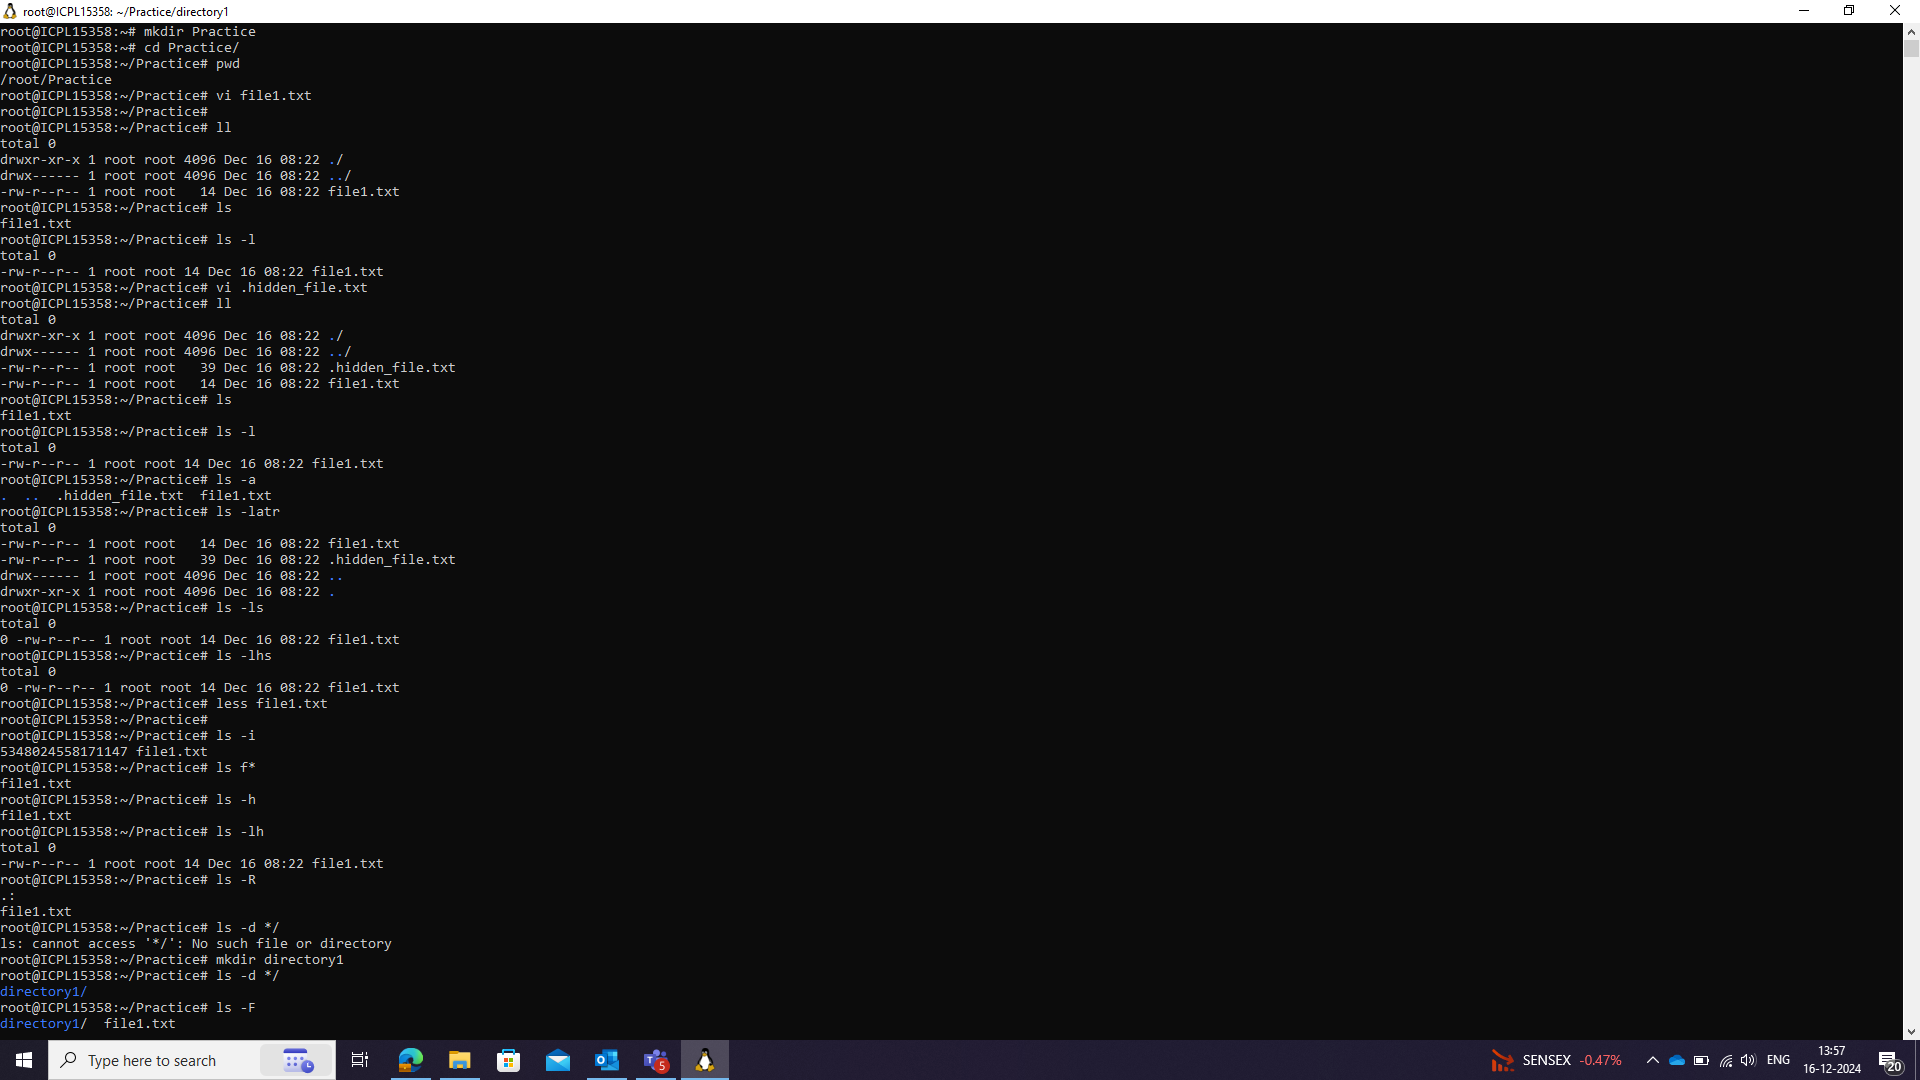 root@ICPL15358: ~/Practice/directory1
root@ICPL15358:~# mkdir Practice
root@ICPL15358:~# cd Practice/
root@ICPL15358:~/Practice# pwd
/root/Practice
root@ICPL15358:~/Practice# vi file1.txt
root@ICPL15358:~/Practice#
root@ICPL15358:~/Practice# ll
total 0
drwxr-xr-x 1 root root 4096 Dec 16 08:22 ./
drwx------ 1 root root 4096 Dec 16 08:22 ../
-rw-r--r-- 1 root root   14 Dec 16 08:22 file1.txt
root@ICPL15358:~/Practice# ls
file1.txt
root@ICPL15358:~/Practice# ls -l
total 0
-rw-r--r-- 1 root root 14 Dec 16 08:22 file1.txt
root@ICPL15358:~/Practice# vi .hidden_file.txt
root@ICPL15358:~/Practice# ll
total 0
drwxr-xr-x 1 root root 4096 Dec 16 08:22 ./
drwx------ 1 root root 4096 Dec 16 08:22 ../
-rw-r--r-- 1 root root   39 Dec 16 08:22 .hidden_file.txt
-rw-r--r-- 1 root root   14 Dec 16 08:22 file1.txt
root@ICPL15358:~/Practice# ls
file1.txt
root@ICPL15358:~/Practice# ls -l
total 0
-rw-r--r-- 1 root root 14 Dec 16 08:22 file1.txt
root@ICPL15358:~/Practice# ls -a
.  ..  .hidden_file.txt  file1.txt
root@ICPL15358:~/Practice# ls -latr
total 0
-rw-r--r-- 1 root root   14 Dec 16 08:22 file1.txt
-rw-r--r-- 1 root root   39 Dec 16 08:22 .hidden_file.txt
drwx------ 1 root root 4096 Dec 16 08:22 ..
drwxr-xr-x 1 root root 4096 Dec 16 08:22 .
root@ICPL15358:~/Practice# ls -ls
total 0
0 -rw-r--r-- 1 root root 14 Dec 16 08:22 file1.txt
root@ICPL15358:~/Practice# ls -lhs
total 0
0 -rw-r--r-- 1 root root 14 Dec 16 08:22 file1.txt
root@ICPL15358:~/Practice# less file1.txt
root@ICPL15358:~/Practice#
root@ICPL15358:~/Practice# ls -i
5348024558171147 file1.txt
root@ICPL15358:~/Practice# ls f*
file1.txt
root@ICPL15358:~/Practice# ls -h
file1.txt
root@ICPL15358:~/Practice# ls -lh
total 0
-rw-r--r-- 1 root root 14 Dec 16 08:22 file1.txt
root@ICPL15358:~/Practice# ls -R
.:
file1.txt
root@ICPL15358:~/Practice# ls -d */
ls: cannot access '*/': No such file or directory
root@ICPL15358:~/Practice# mkdir directory1
root@ICPL15358:~/Practice# ls -d */
directory1/
root@ICPL15358:~/Practice# ls -F
directory1/  file1.txt
Type here to search
5
SENSEX -0.47%
ENG
13:57
16-12-2024
20